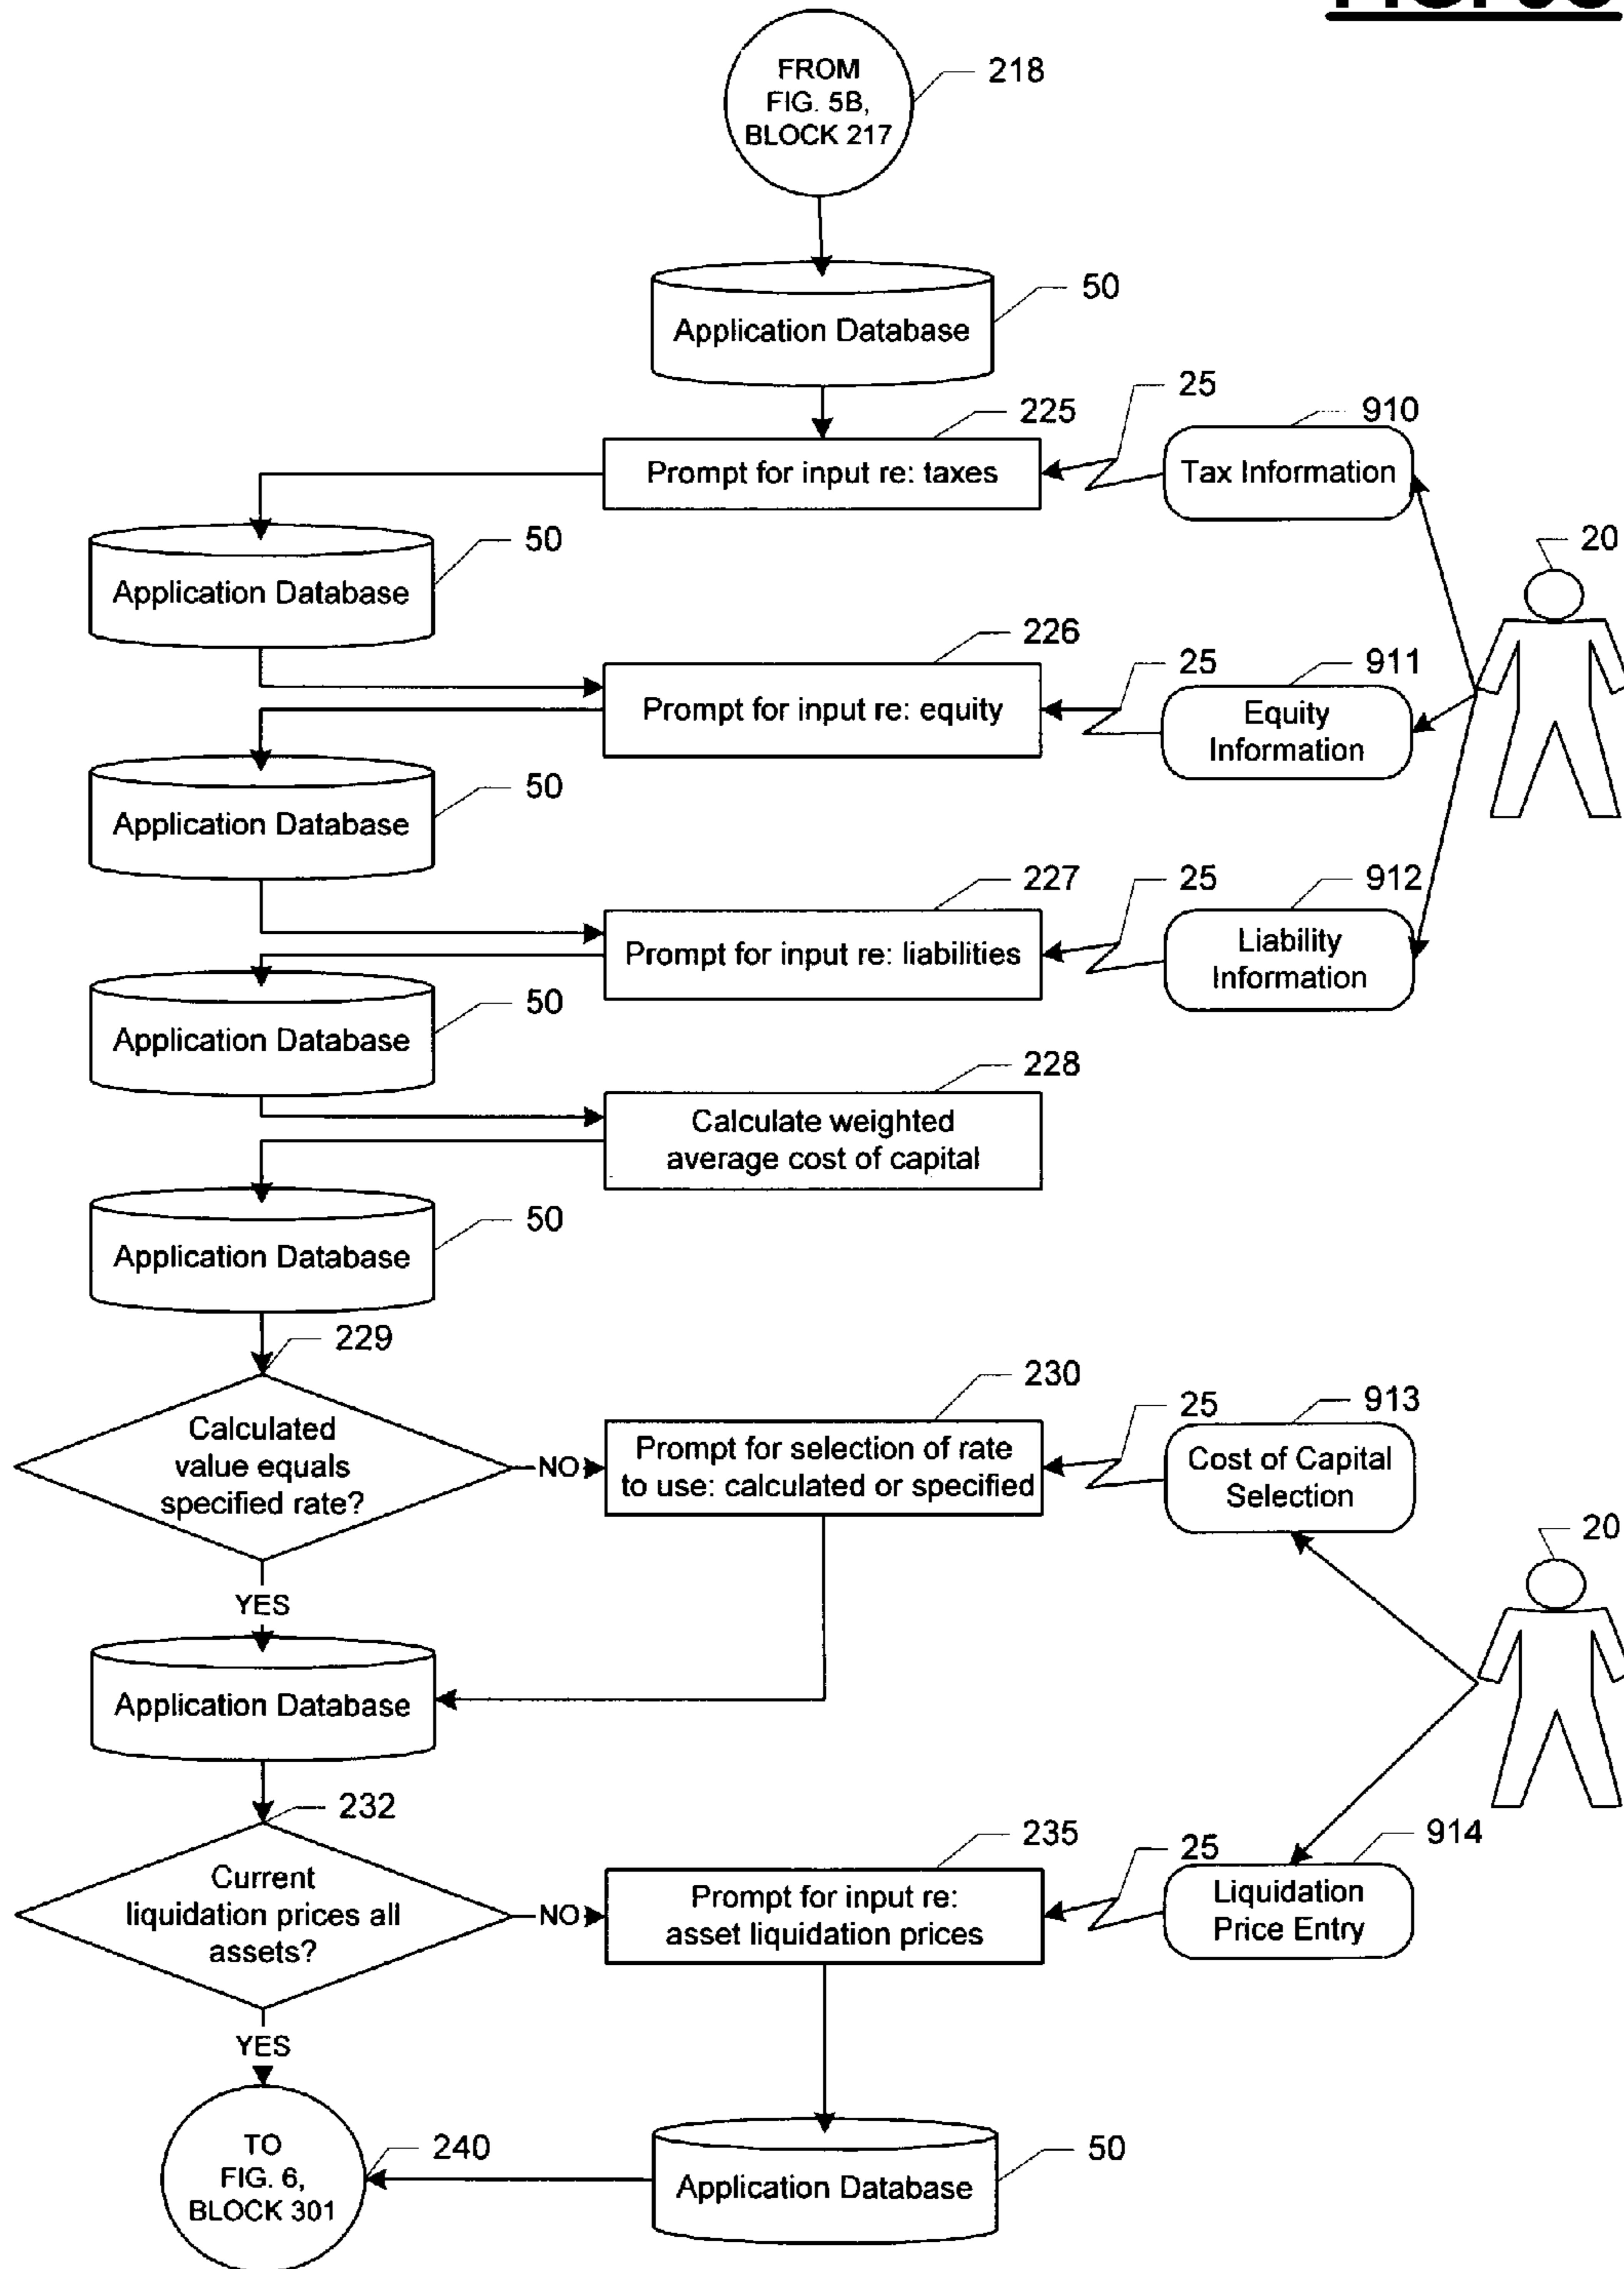 FROM
FIG. 5B,
BLOCK 217
218
Application Database
50
Prompt for input re: taxes
225
25
Tax Information
910
20
Application Database
50
Prompt for input re: equity
226
25
Equity
Information
911
Application Database
50
Prompt for input re: liabilities
227
25
Liability
Information
912
Application Database
50
Calculate weighted
average cost of capital
228
Application Database
50
Calculated
value equals
specified rate?
229
NO
YES
Prompt for selection of rate
to use: calculated or specified
230
25
Cost of Capital
Selection
913
20
Application Database
Current
liquidation prices all
assets?
232
NO
YES
Prompt for input re:
asset liquidation prices
235
25
Liquidation
Price Entry
914
TO
FIG. 6,
BLOCK 301
240
Application Database
50